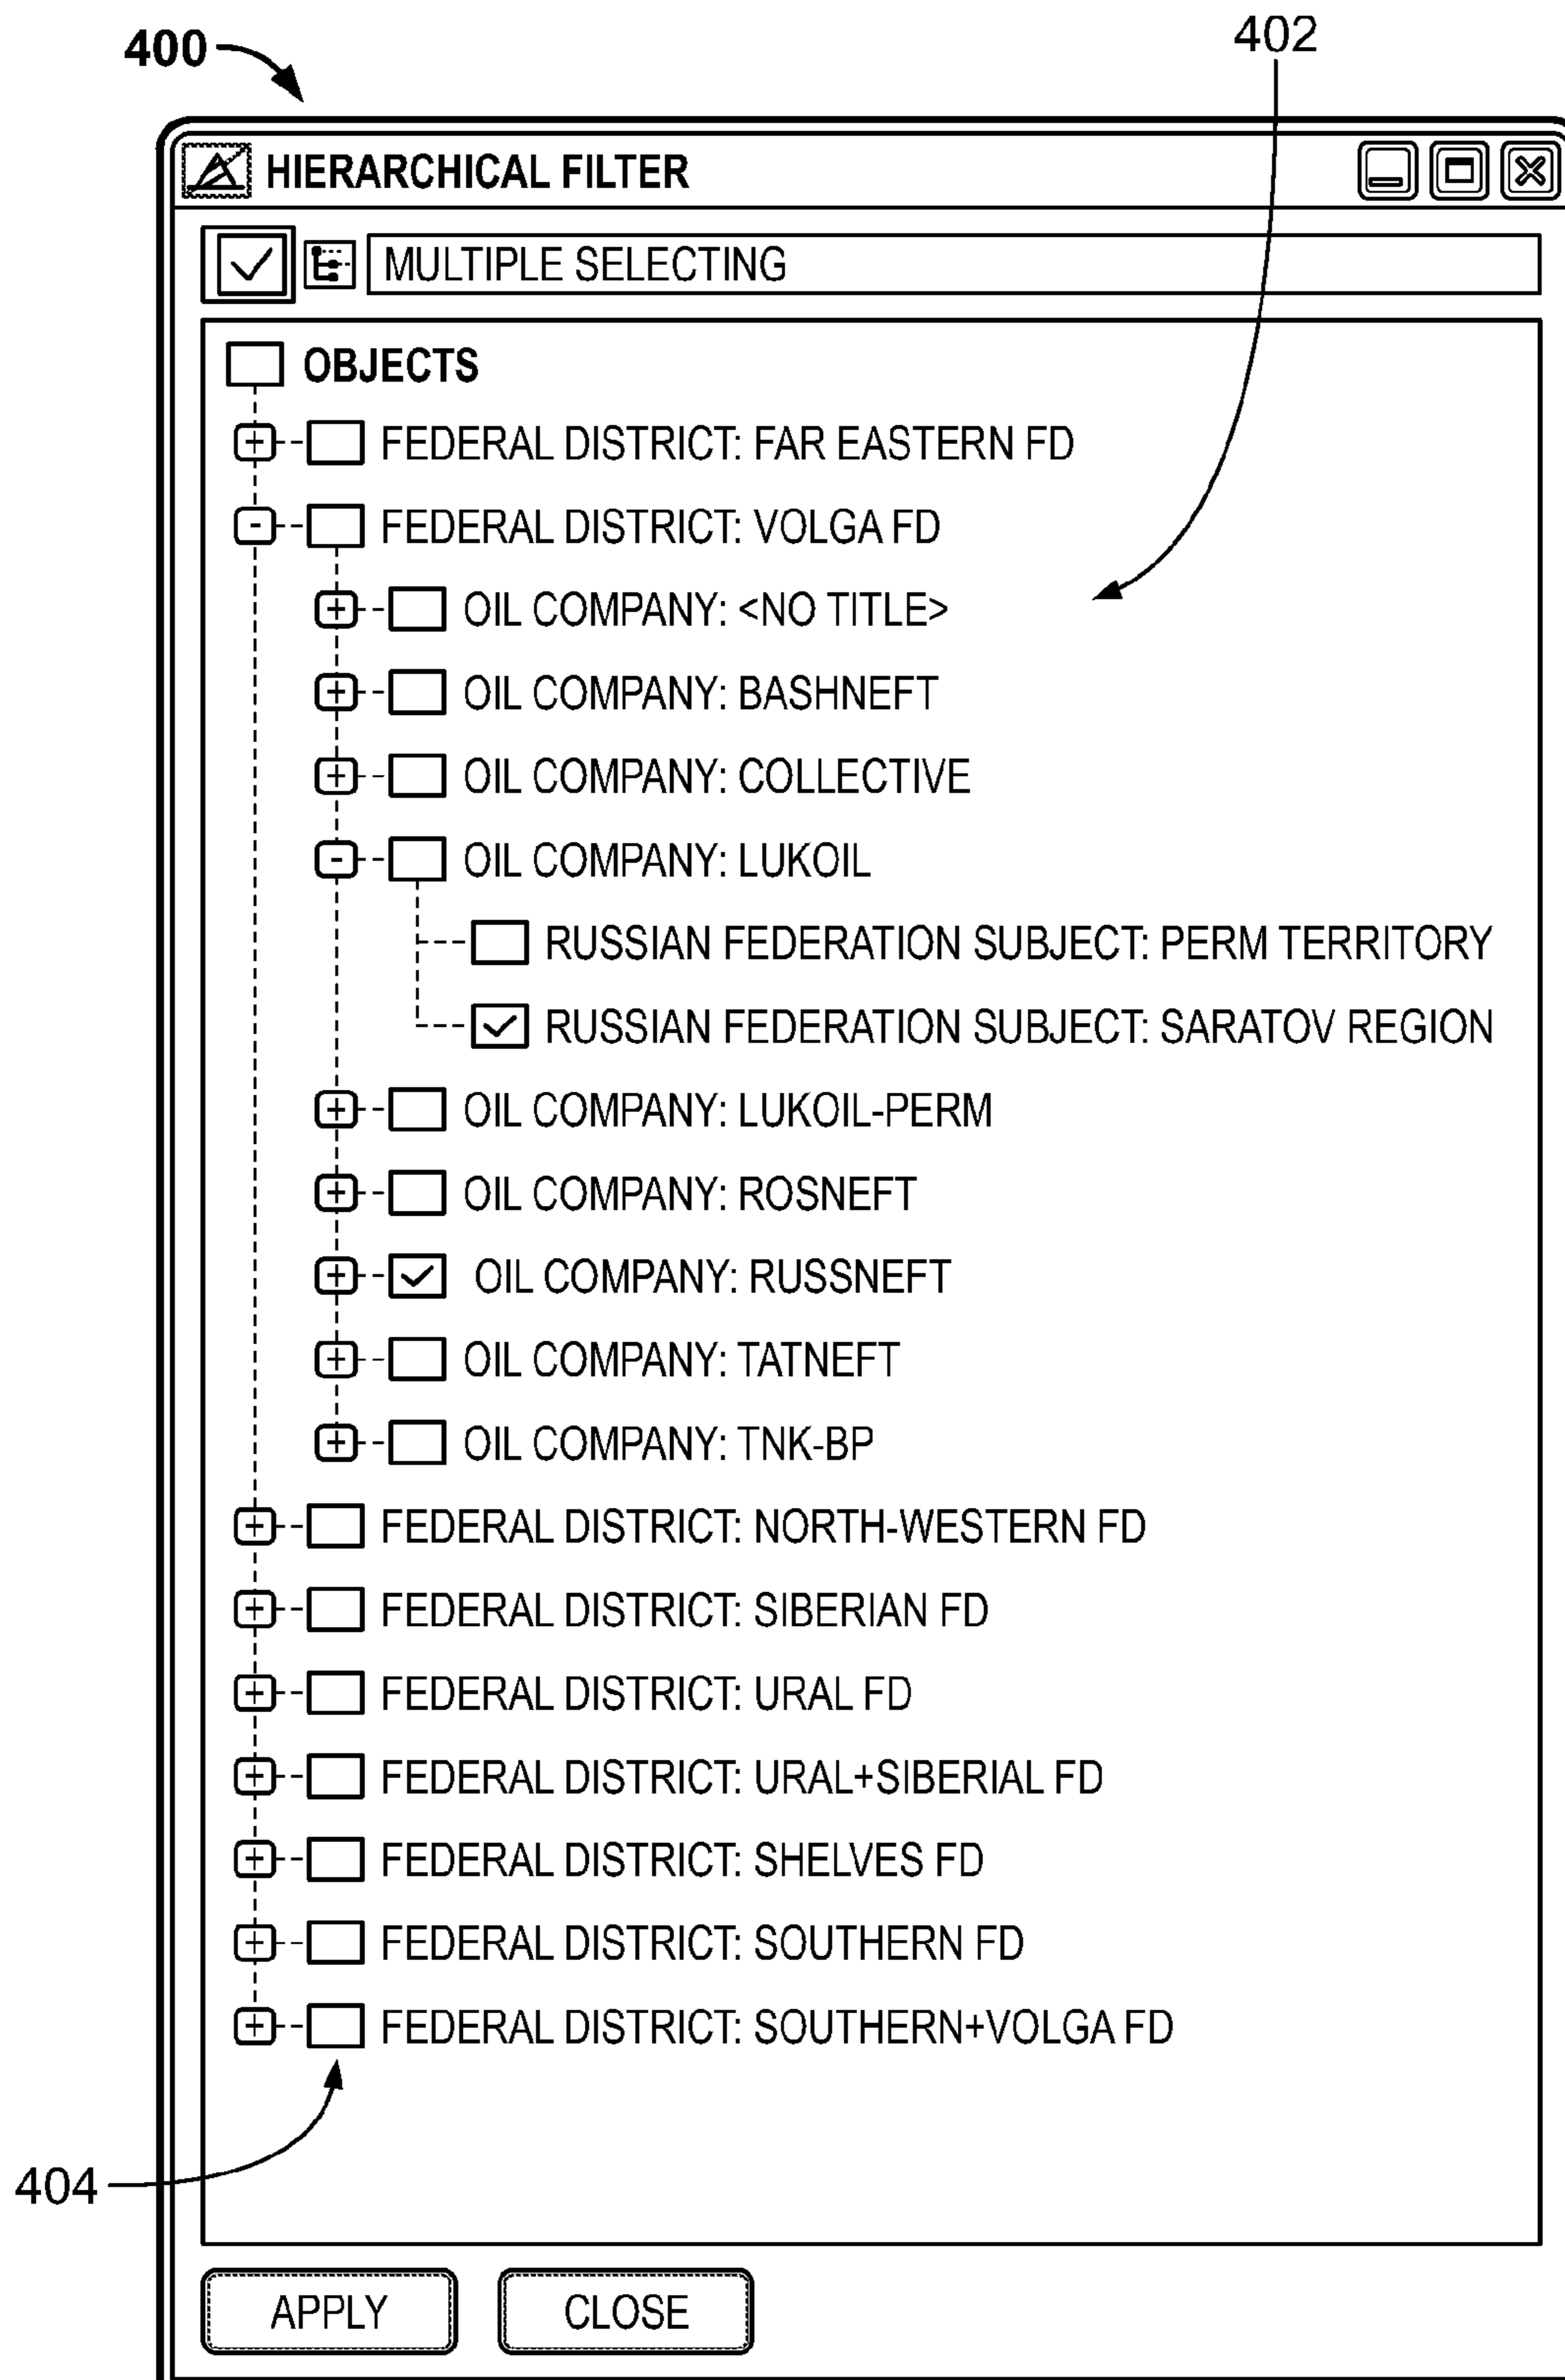 400
402
HIERARCHICAL FILTER
MULTIPLE SELECTING
OBJECTS
FEDERAL DISTRICT: FAR EASTERN FD
FEDERAL DISTRICT: VOLGA FD
OIL COMPANY: <NO TITLE>
OIL COMPANY: BASHNEFT
OIL COMPANY: COLLECTIVE
OIL COMPANY: LUKOIL
RUSSIAN FEDERATION SUBJECT: PERM TERRITORY
RUSSIAN FEDERATION SUBJECT: SARATOV REGION
OIL COMPANY: LUKOIL-PERM
OIL COMPANY: ROSNEFT
OIL COMPANY: RUSSNEFT
OIL COMPANY: TATNEFT
OIL COMPANY: TNK-BP
FEDERAL DISTRICT: NORTH-WESTERN FD
FEDERAL DISTRICT: SIBERIAN FD
FEDERAL DISTRICT: URAL FD
FEDERAL DISTRICT: URAL+SIBERIAL FD
FEDERAL DISTRICT: SHELVES FD
FEDERAL DISTRICT: SOUTHERN FD
FEDERAL DISTRICT: SOUTHERN+VOLGA FD
404
APPLY CLOSE